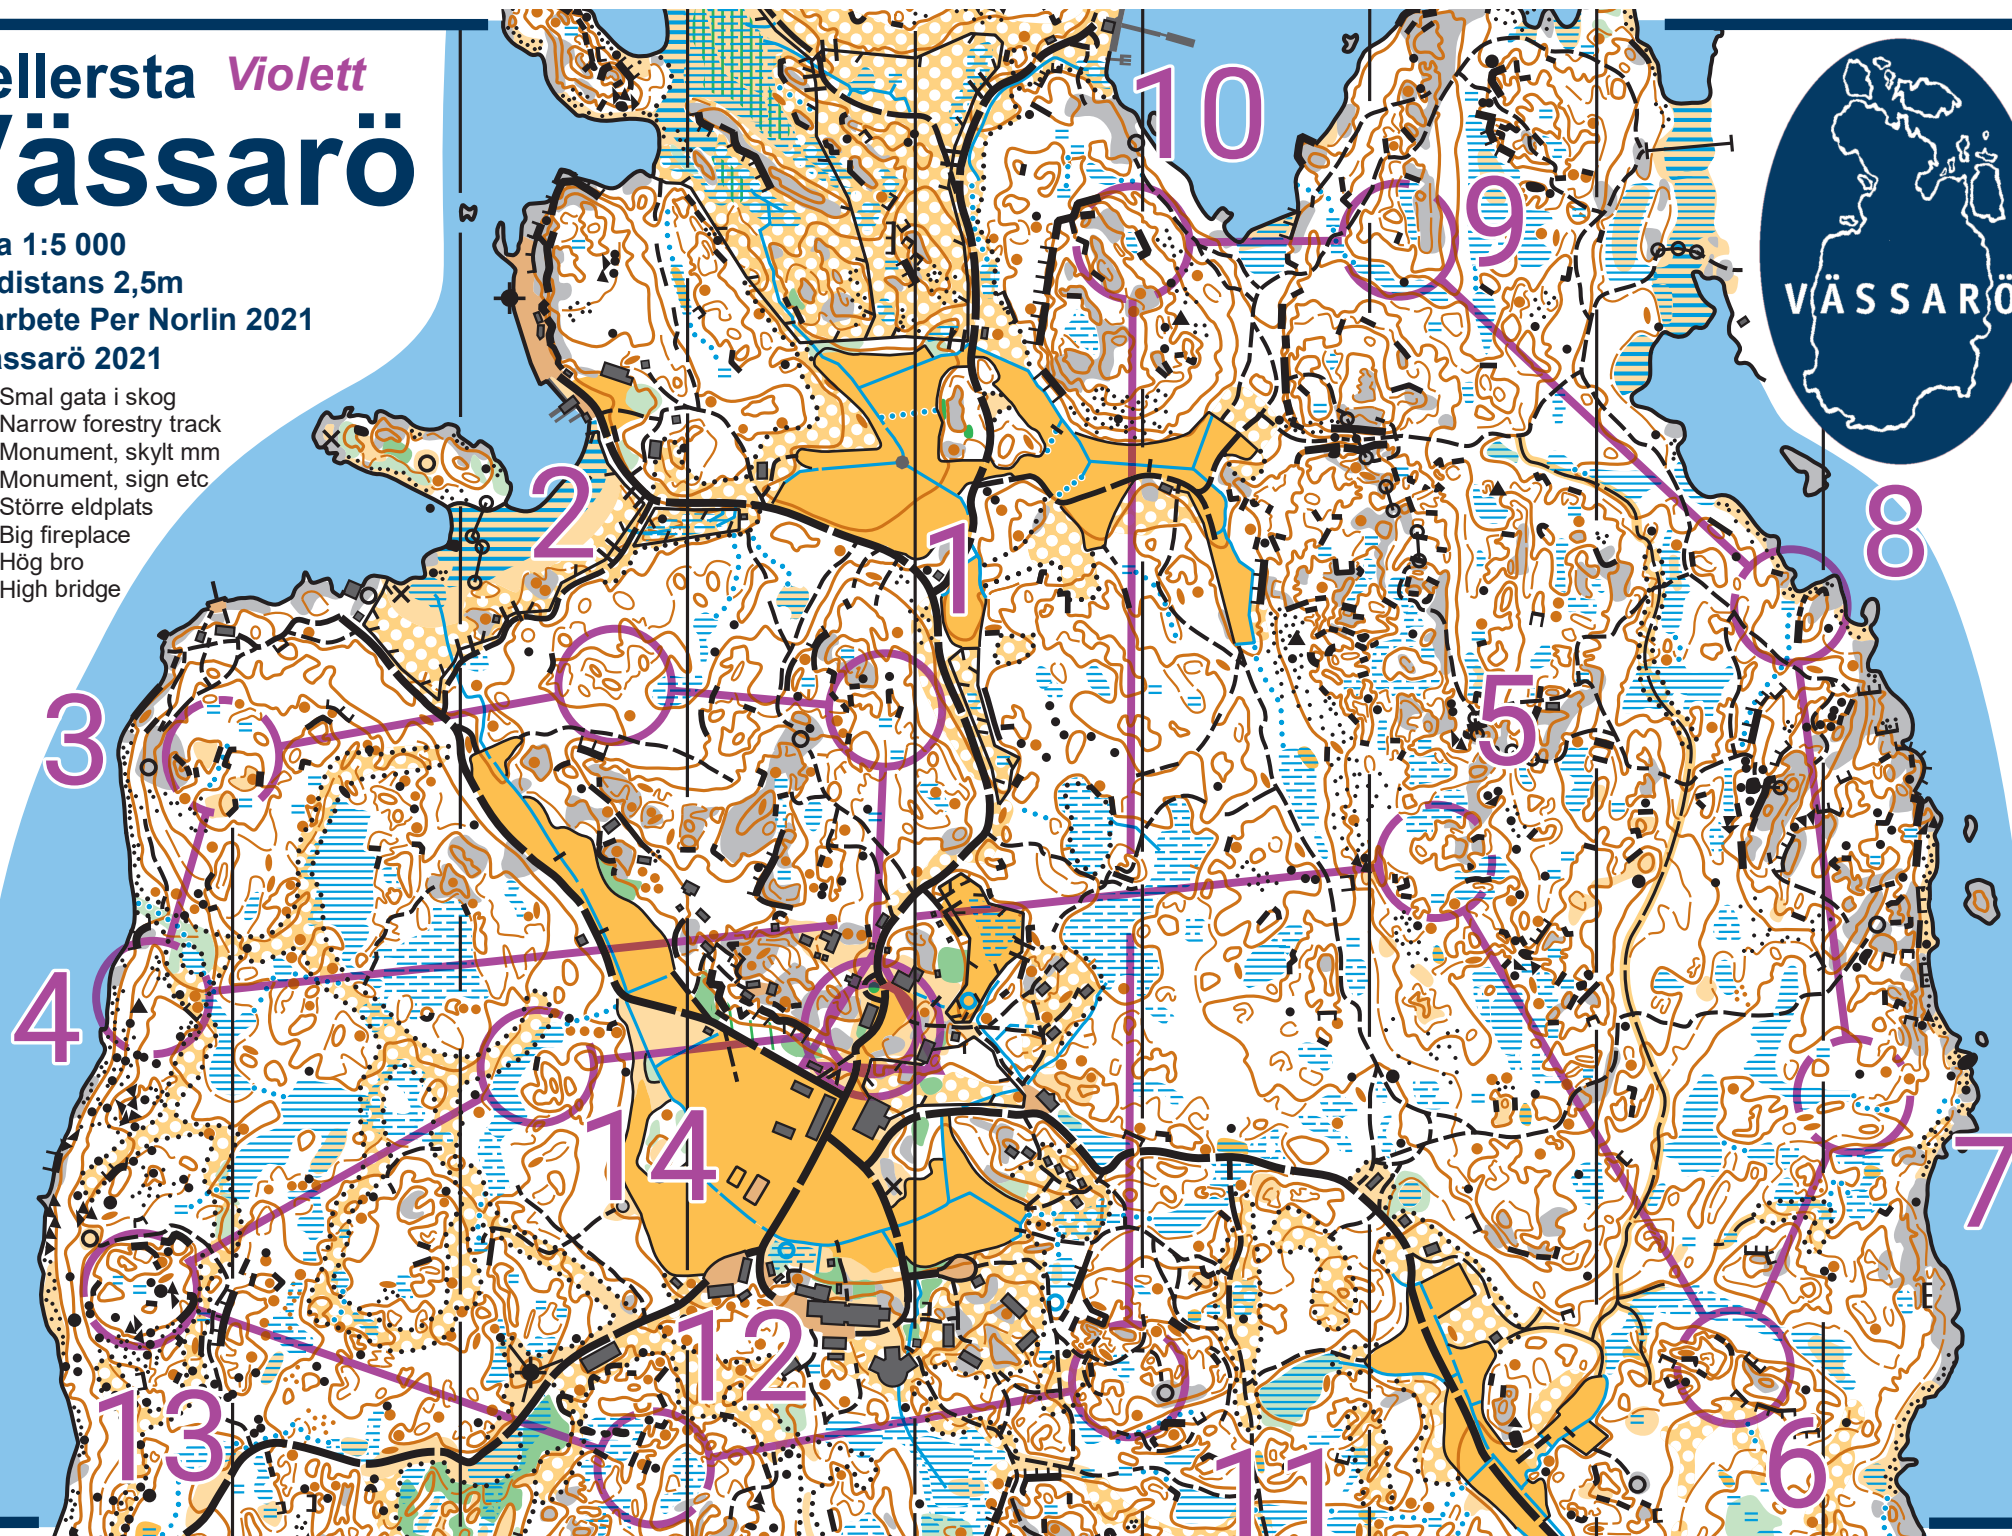 ellersta Violett
Vässarö
a 1:5 000
distans 2,5m
arbete Per Norlin 2021
assarö 2021
Smal gata i skog
Narrow forestry track
Monument, skylt mm
Monument, sign etc
Större eldplats
Big fireplace
Hög bro
High bridge
VÄSSARÖ
10
9
2
1
8
3
5
4
14
7
12
13
11
6